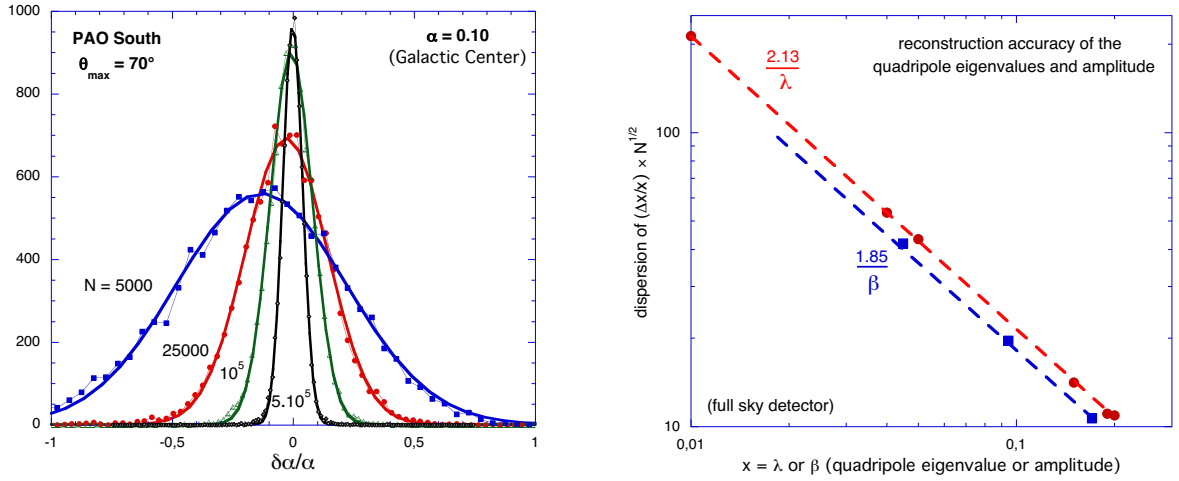 1000
800
600
400
200
0
-1
-0,5
0
0,5
1
δα/α
PAO South
θmax = 70°
α = 0.10
(Galactic Center)
N = 5000
25000
10^5
5.10^5
dispersion of (Δx/x) × N^1/2
100
10
0,01
0,1
x = λ or β (quadripole eigenvalue or amplitude)
reconstruction accuracy of the
quadripole eigenvalues and amplitude
2.13
λ
1.85
β
(full sky detector)